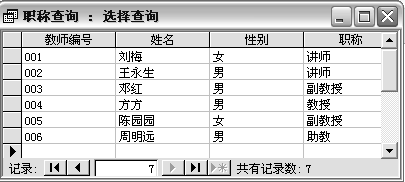 职称查询 : 选择查询
教师编号 姓名 性别 职称
001 刘梅 女 讲师
002 王永生 男 讲师
003 邓红 男 副教授
004 方方 男 教授
005 陈园园 女 副教授
006 周明远 男 助教
记录: 7 共有记录数: 7